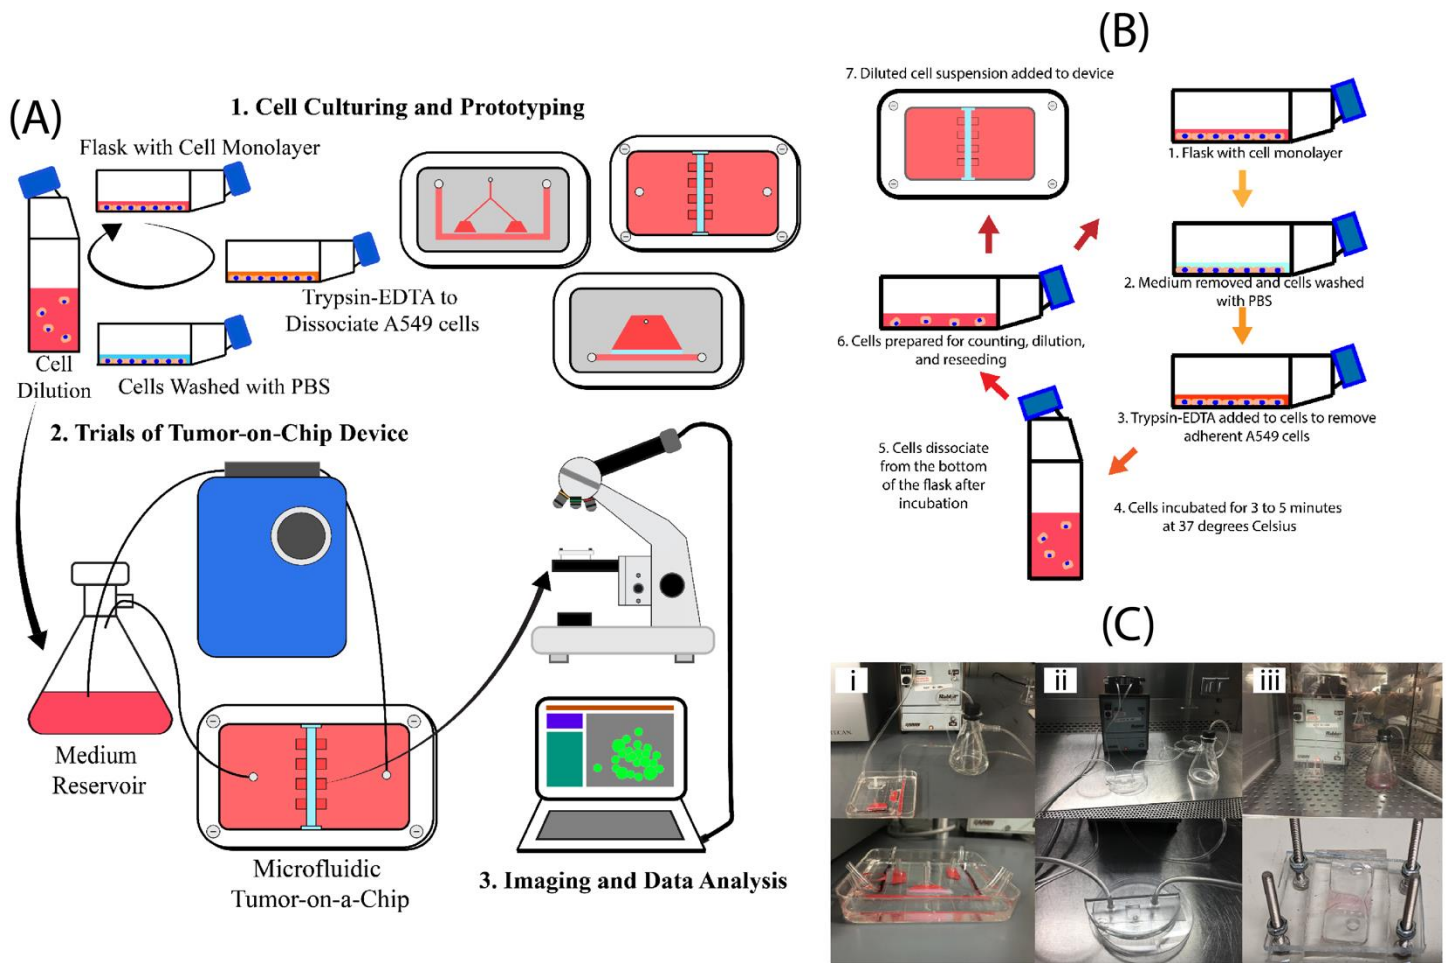 (A)
1. Cell Culturing and Prototyping
Flask with Cell Monolayer
Trypsin-EDTA to
Dissociate A549 cells
Cell
Dilution
Cells Washed with PBS
2. Trials of Tumor-on-Chip Device
Medium
Reservoir
Microfluidic
Tumor-on-a-Chip
3. Imaging and Data Analysis
(B)
7. Diluted cell suspension added to device
1. Flask with cell monolayer
2. Medium removed and cells washed
with PBS
6. Cells prepared for counting, dilution,
and reseeding
3. Trypsin-EDTA added to cells to remove
adherent A549 cells
5. Cells dissociate
from the bottom
of the flask after
incubation
4. Cells incubated for 3 to 5 minutes
at 37 degrees Celsius
(C)
i
ii
iii
Rabbit